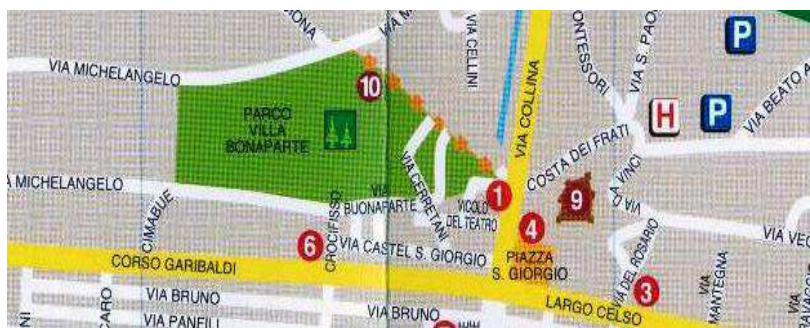 VIA MICHELANGELO
VIA CELLINI
VIA COLLINA
P
VIA BEATO A
10
PARCO
VILLA
BONAPARTE
H
P
COSTA DEI FRATI
VIA DA VINCI
MICHELANGELO
CIMABUE
CROCIFISSO
VIA
BUONAPARTE
VIA CERRETANI
VICOLO
DEL TEATRO
1
9
4
6
VIA CASTEL S. GIORGIO
PIAZZA
S. GIORGIO
VIA DEL ROSARIO
3
VIA
MANTEGNA
CORSO GARIBALDI
LARGO CELSO
VIA BRUNO
VIA BRUNO
VIA PANFILI